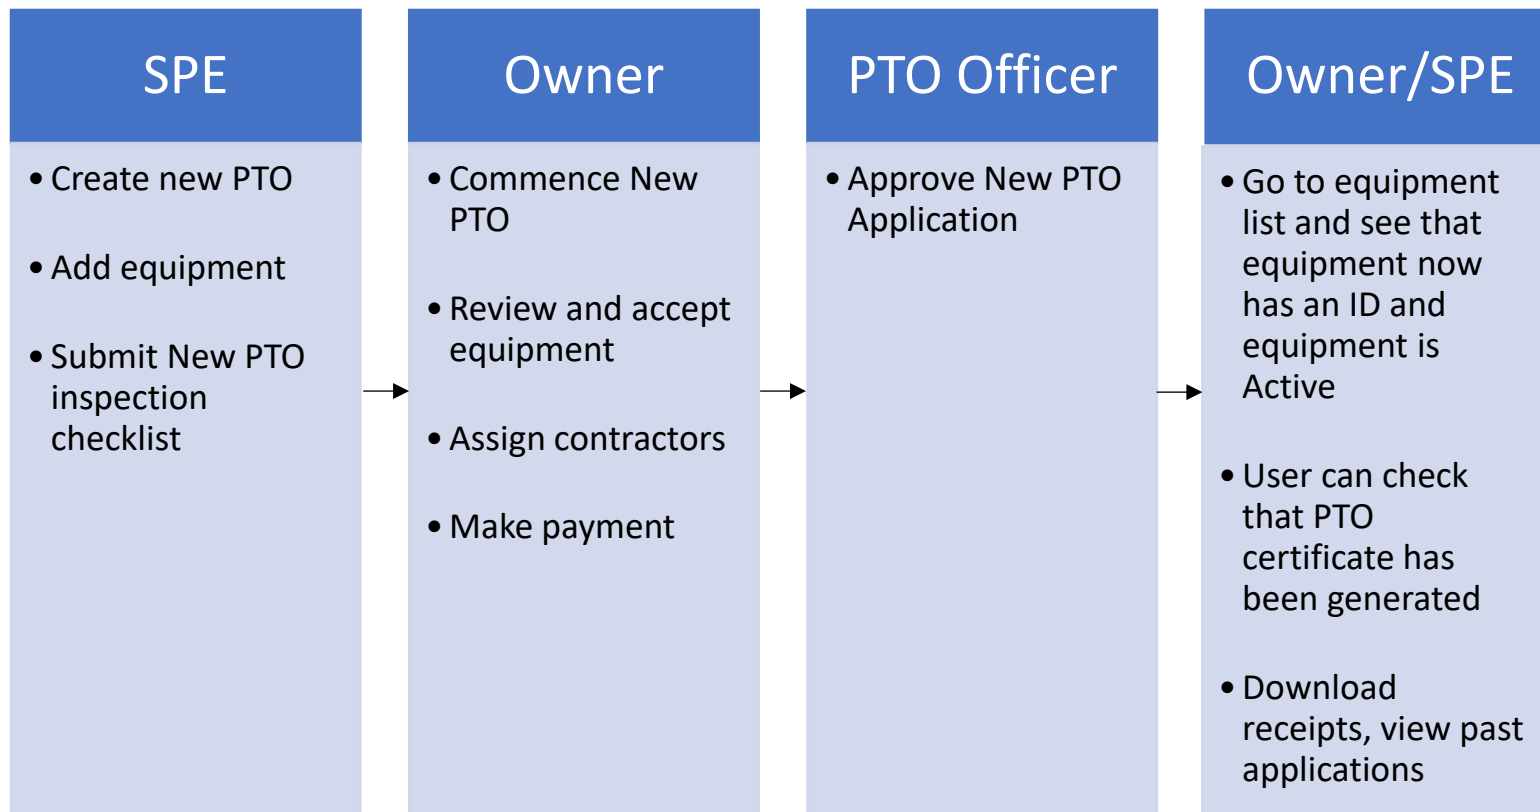 SPE
• Create new PTO
• Add equipment
• Submit New PTO
inspection
checklist
Owner
• Commence New
PTO
• Review and accept
equipment
• Assign contractors
• Make payment
PTO Officer
• Approve New PTO
Application
Owner/SPE
• Go to equipment
list and see that
equipment now
has an ID and
equipment is
Active
• User can check
that PTO
certificate has
been generated
• Download
receipts, view past
applications